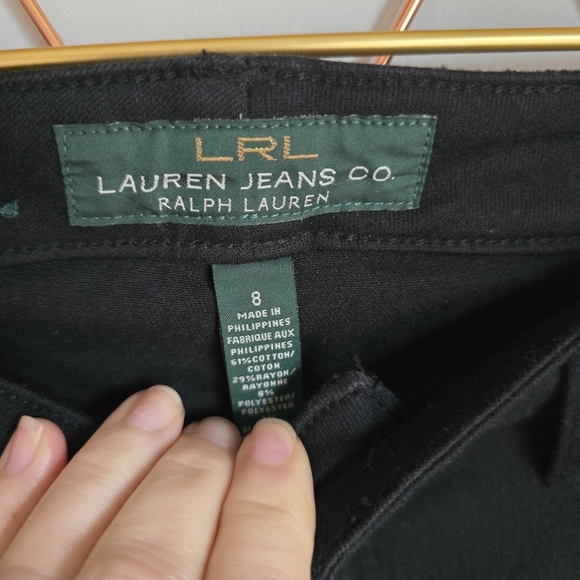 LRL
LAUREN JEANS CO.
RALPH LAUREN
8
MADE IN
PHILIPPINES
FABRIQUE AUX
PHILIPPINES
61%COTTON/
COTON
29%RAYON/
RAYONNE
8%
POLYESTER/
POLYESTER